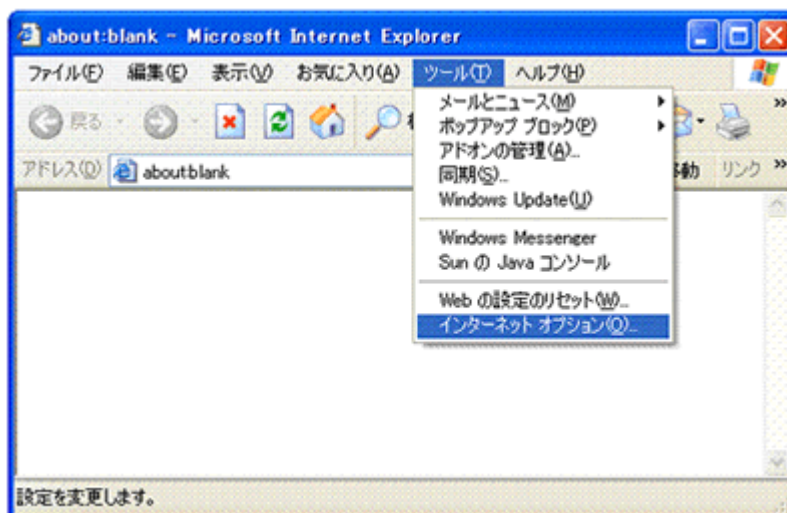 about:blank - Microsoft Internet Explorer
ファイル(F) 編集(E) 表示(V) お気に入り(A) ツール(T) ヘルプ(H)
メールとニュース(M)
戻る
ポップアップ ブロック(P)
アドオンの管理(A)...
アドレス(D) about:blank
同期(S)...
移動 リンク
Windows Update(U)
Windows Messenger
Sun の Java コンソール
Web の設定のリセット(W)...
インターネット オプション(O)...
設定を変更します。